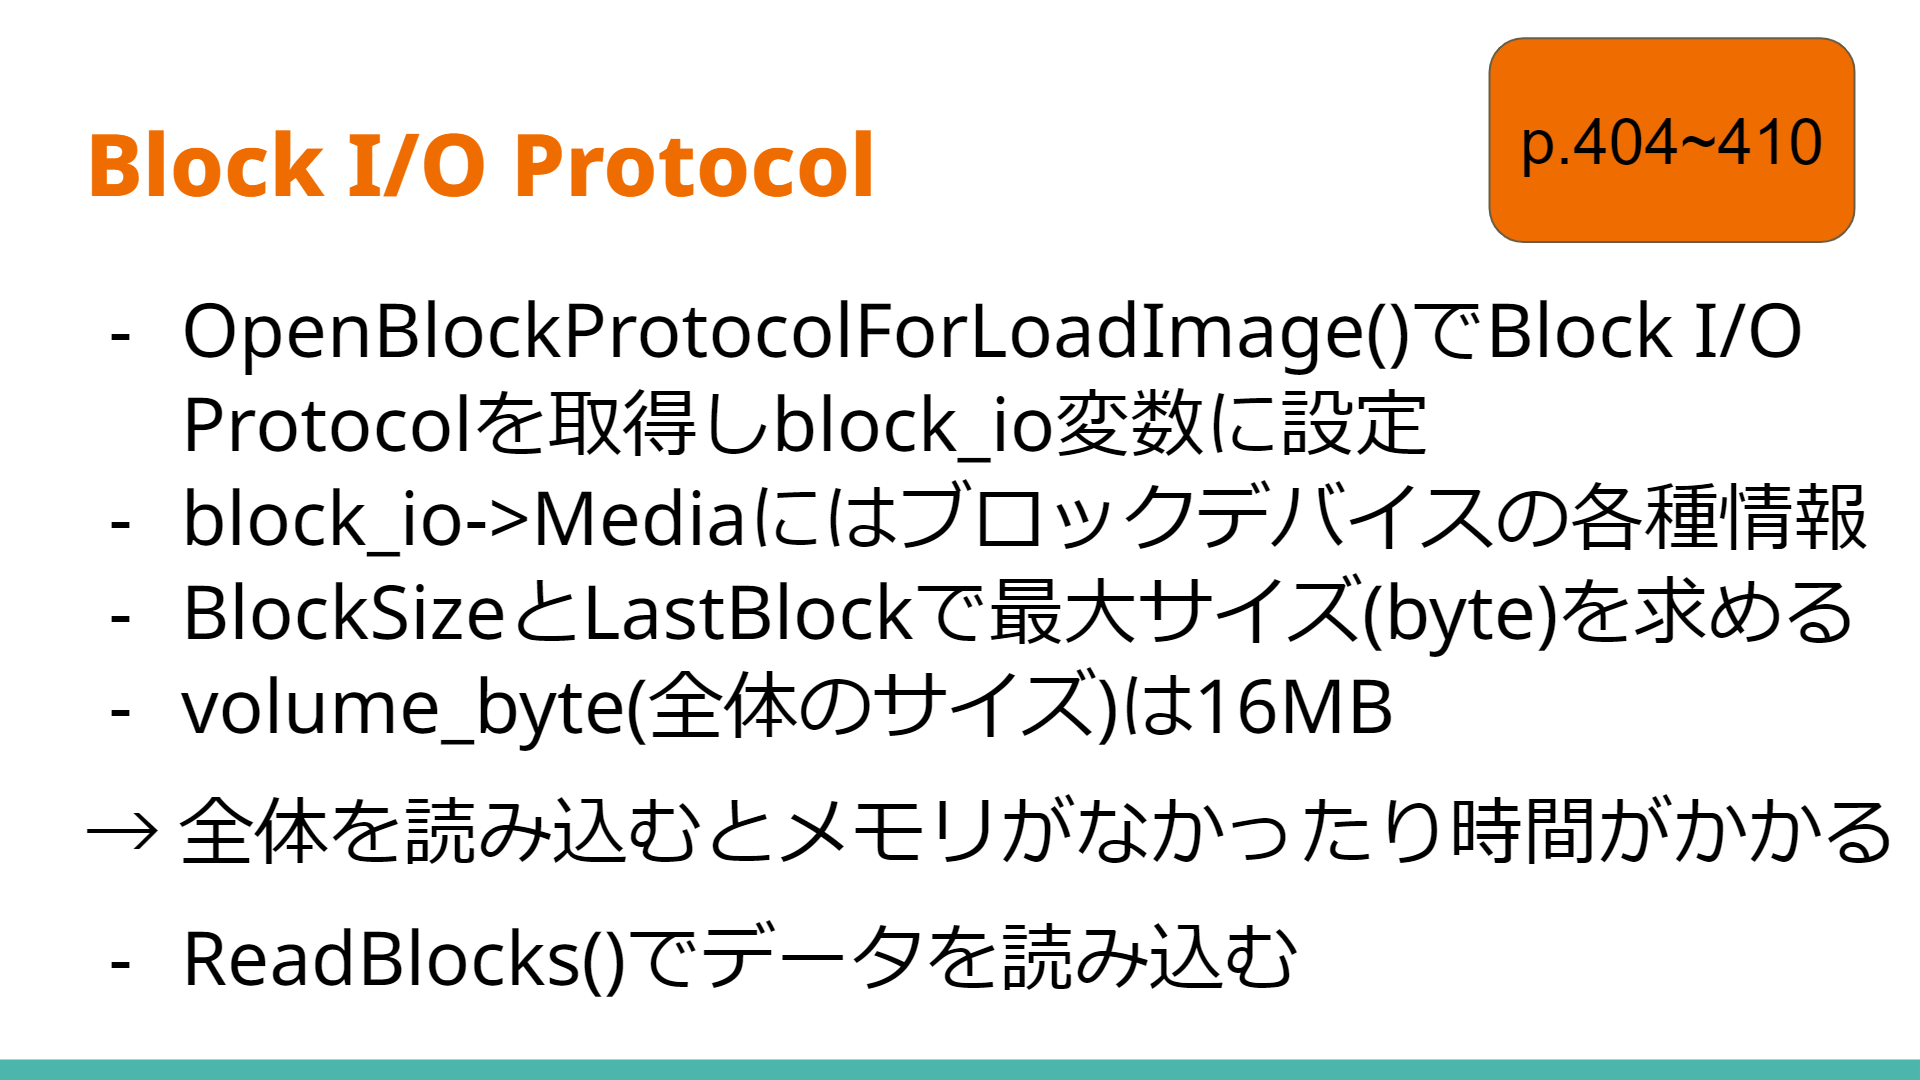 Block I/O Protocol
p.404~410
- OpenBlockProtocolForLoadImage()でBlock I/O
Protocolを取得しblock_io変数に設定
- block_io->Mediaにはブロックデバイスの各種情報
- BlockSizeとLastBlockで最大サイズ(byte)を求める
- volume_byte(全体のサイズ)は16MB
→ 全体を読み込むとメモリがなかったり時間がかかる
- ReadBlocks()でデータを読み込む